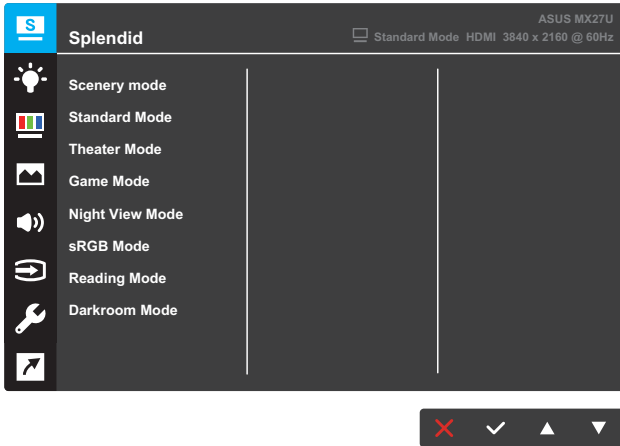 S
ASUS MX27U
Splendid
Standard Mode HDMI 3840 x 2160 @ 60Hz
Scenery mode
Standard Mode
Theater Mode
Game Mode
Night View Mode
sRGB Mode
Reading Mode
Darkroom Mode